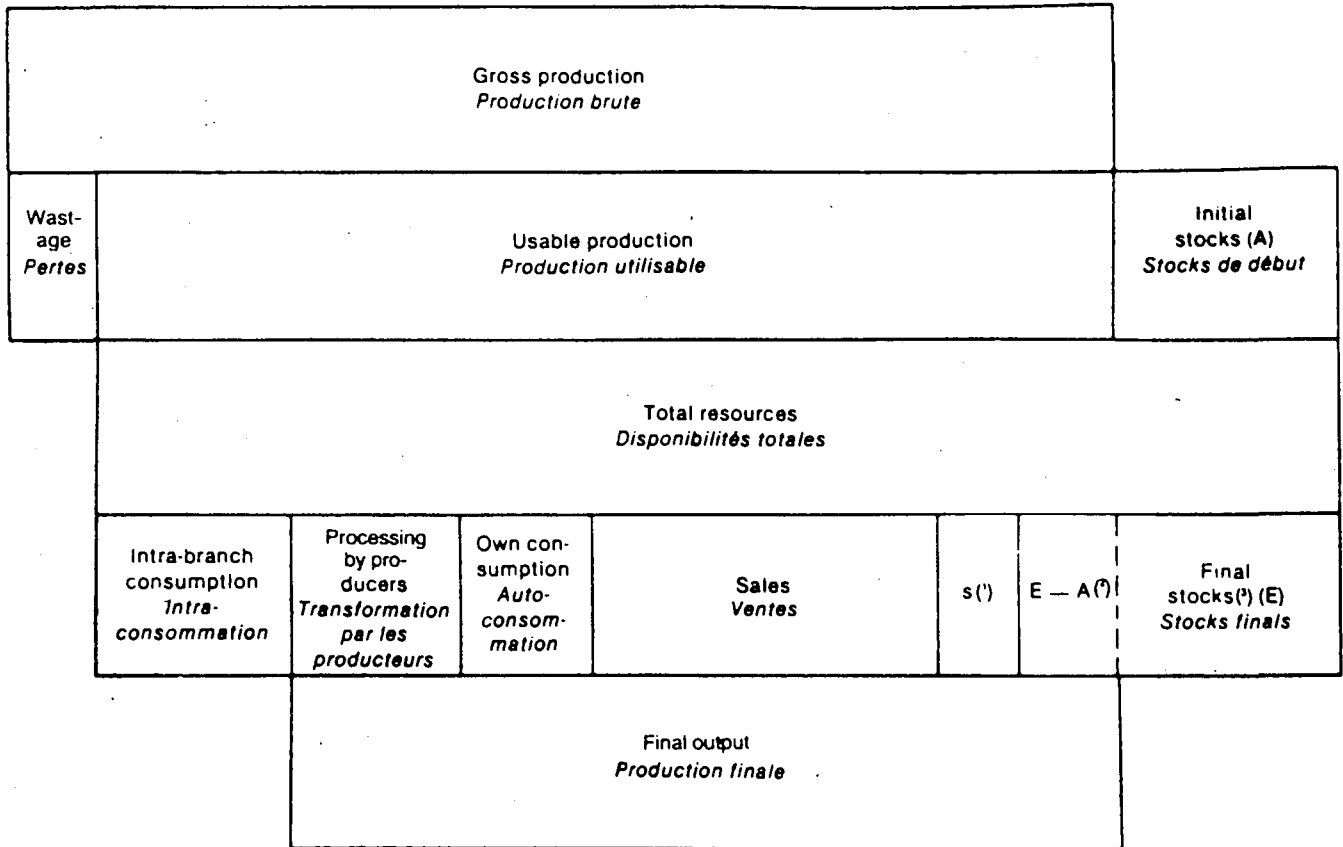 Gross production
Production brute
Wast-
age
Pertes
Usable production
Production utilisable
Initial
stocks (A)
Stocks de début
Total resources
Disponibilités totales
Intra-branch
consumption
Intra-
consommation
Processing
by pro-
ducers
Transformation
par les
producteurs
Own con-
sumption
Auto-
consom-
mation
Sales
Ventes
s(¹)
E — A(²)
Final
stocks(³) (E)
Stocks finals
Final output
Production finale